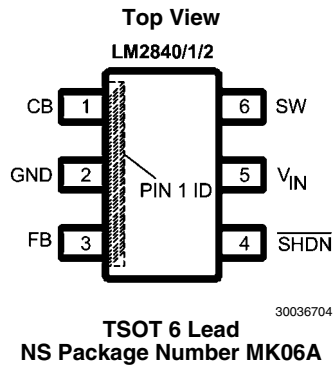 Top View
LM2840/1/2
CB 1 6 SW
GND 2 5 VIN
PIN 1 ID
FB 3 4 SHDN
30036704
TSOT 6 Lead
NS Package Number MK06A